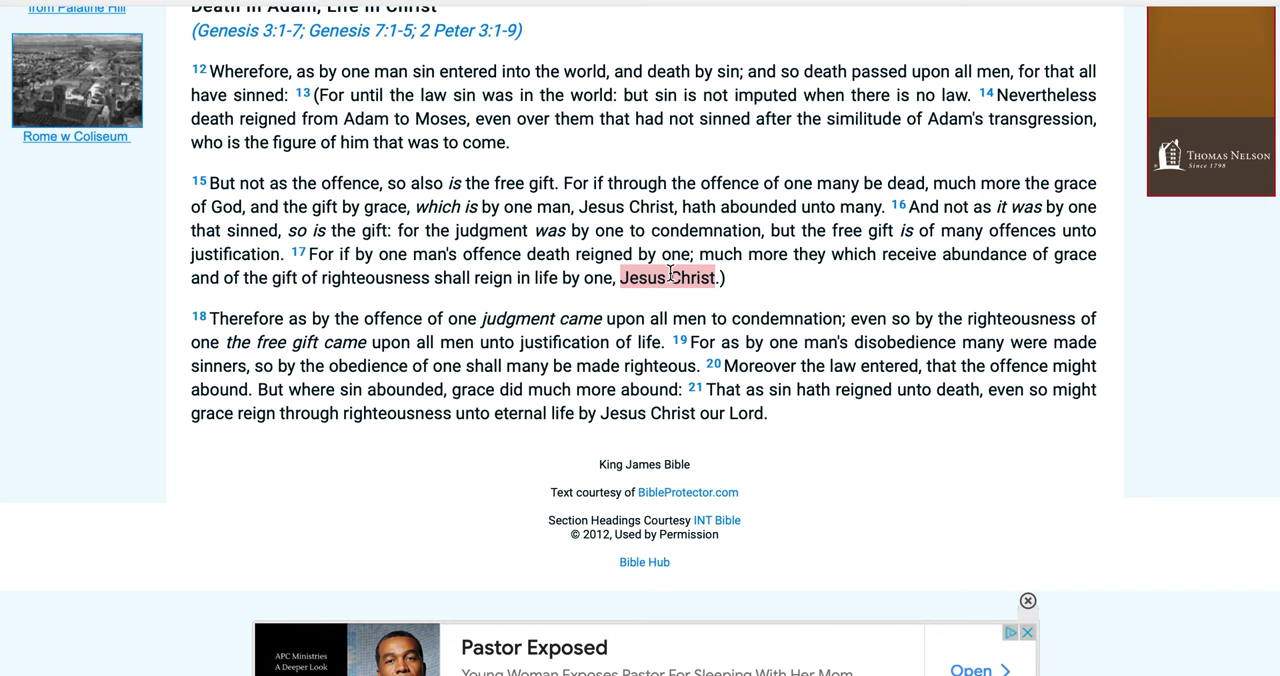 from Palatine Hill
Death in Adam, Life in Christ
(Genesis 3:1-7; Genesis 7:1-5; 2 Peter 3:1-9)
Rome w Coliseum
12 Wherefore, as by one man sin entered into the world, and death by sin; and so death passed upon all men, for that all
have sinned: 13 (For until the law sin was in the world: but sin is not imputed when there is no law. 14 Nevertheless
death reigned from Adam to Moses, even over them that had not sinned after the similitude of Adam's transgression,
who is the figure of him that was to come.
15 But not as the offence, so also is the free gift. For if through the offence of one many be dead, much more the grace
of God, and the gift by grace, which is by one man, Jesus Christ, hath abounded unto many. 16 And not as it was by one
that sinned, so is the gift: for the judgment was by one to condemnation, but the free gift is of many offences unto
justification. 17 For if by one man's offence death reigned by one; much more they which receive abundance of grace
and of the gift of righteousness shall reign in life by one, Jesus Christ.)
18 Therefore as by the offence of one judgment came upon all men to condemnation; even so by the righteousness of
one the free gift came upon all men unto justification of life. 19 For as by one man's disobedience many were made
sinners, so by the obedience of one shall many be made righteous. 20 Moreover the law entered, that the offence might
abound. But where sin abounded, grace did much more abound: 21 That as sin hath reigned unto death, even so might
grace reign through righteousness unto eternal life by Jesus Christ our Lord.
King James Bible
Text courtesy of BibleProtector.com
Section Headings Courtesy INT Bible
© 2012, Used by Permission
Bible Hub
THOMAS NELSON
Since 1798
APC Ministries
A Deeper Look
Pastor Exposed
Young Woman Exposes Pastor For Sleeping With Her Mom
Open